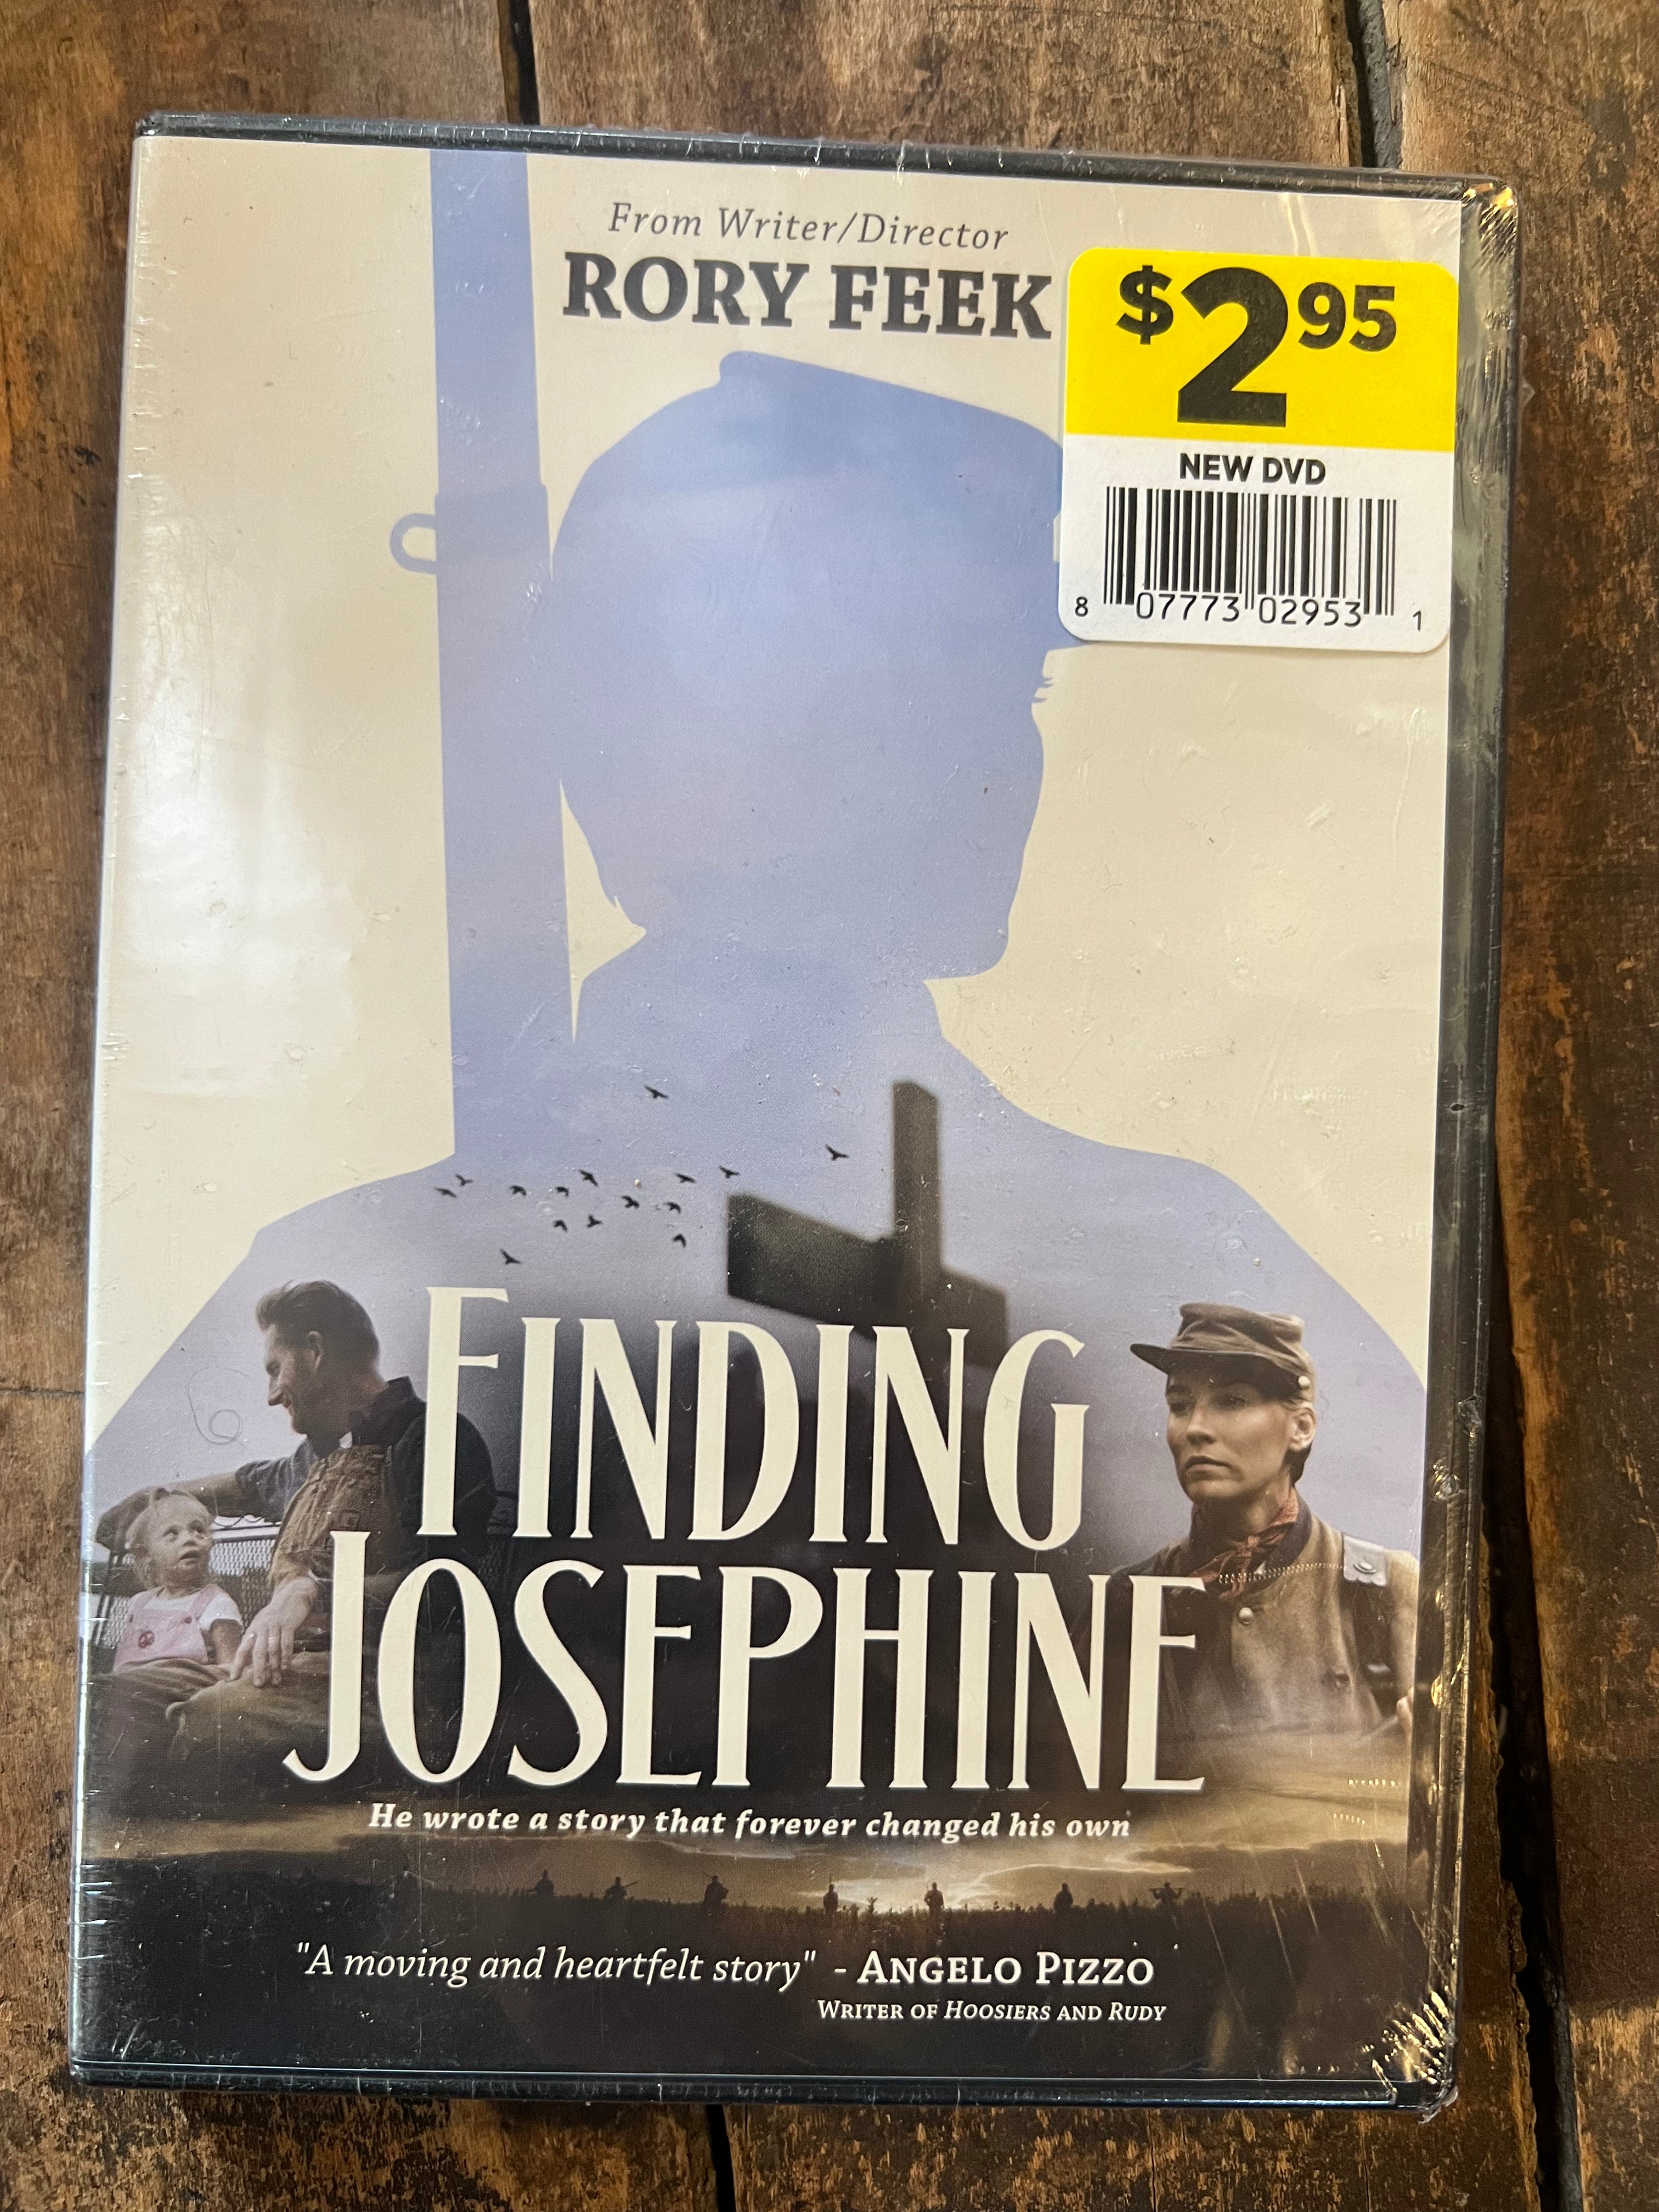 From Writer/Director
RORY FEEK
$2.95
NEW DVD
8 07773 02953 1
FINDING
JOSEPHINE
He wrote a story that forever changed his own
"A moving and heartfelt story" - ANGELO PIZZO
WRITER OF HOOSIERS AND RUDY